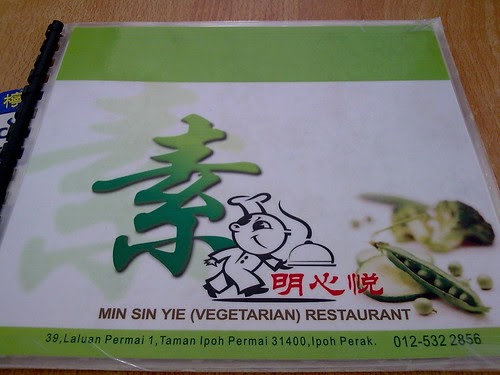 素
明心悦
MIN SIN YIE (VEGETARIAN) RESTAURANT
39,Laluan Permai 1,Taman Ipoh Permai 31400,Ipoh Perak. 012-532 2856